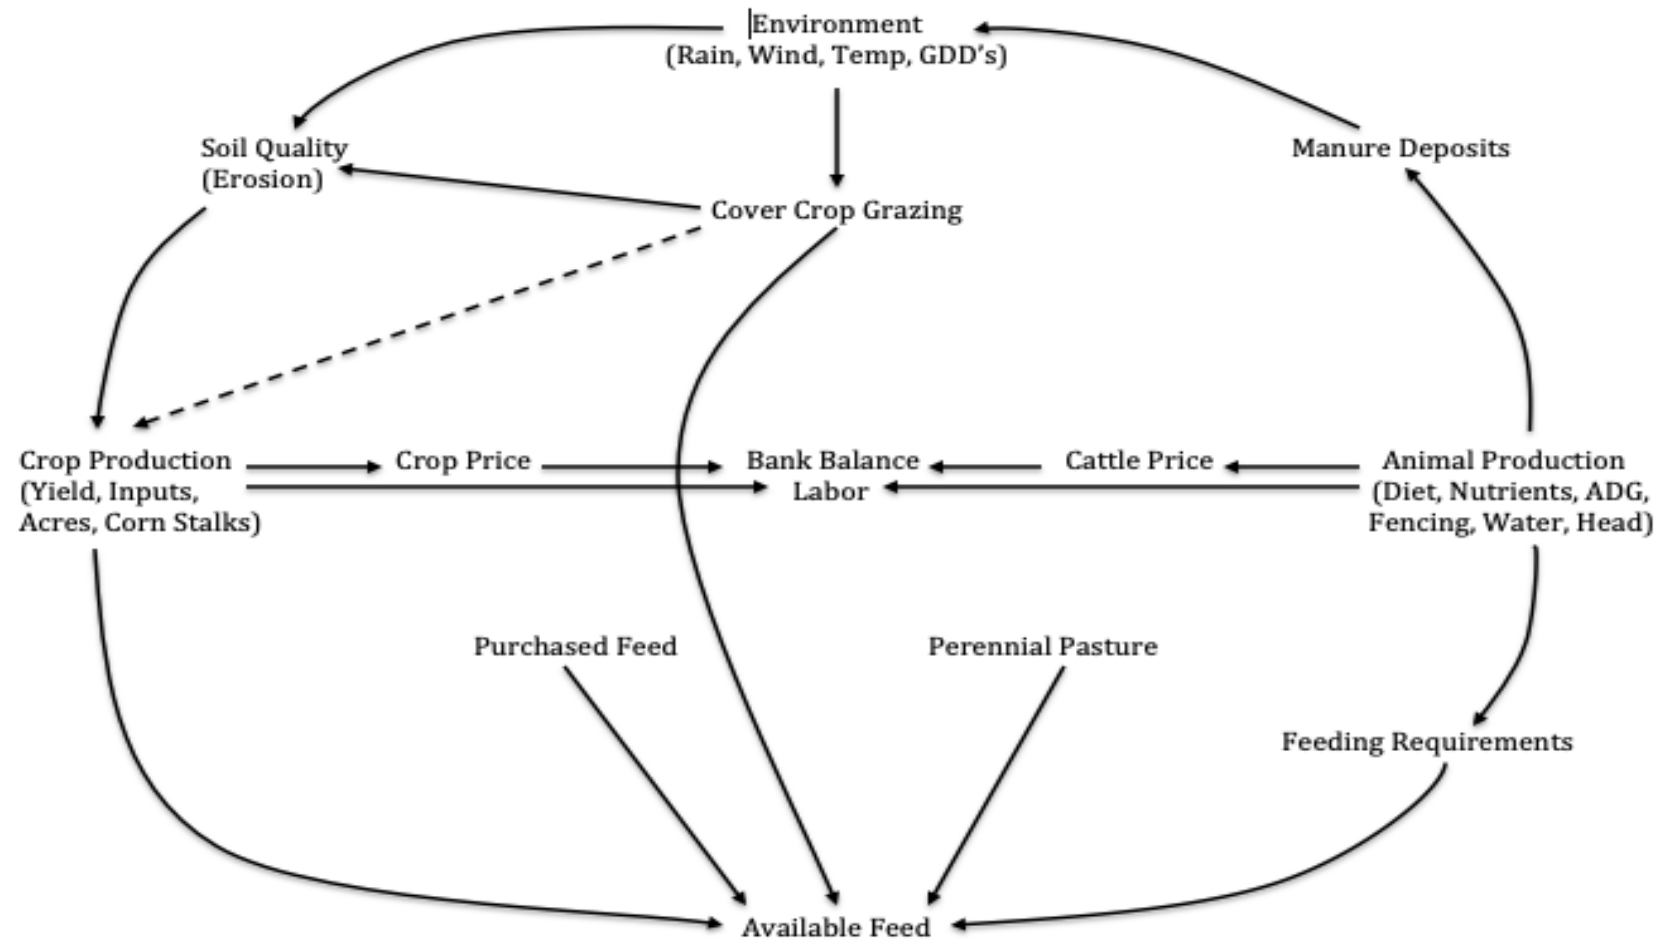 Environment
(Rain, Wind, Temp, GDD's)
Soil Quality
(Erosion)
Manure Deposits
Cover Crop Grazing
Crop Production
(Yield, Inputs,
Acres, Corn Stalks)
Crop Price
Bank Balance
Labor
Cattle Price
Animal Production
(Diet, Nutrients, ADG,
Fencing, Water, Head)
Purchased Feed
Perennial Pasture
Feeding Requirements
Available Feed